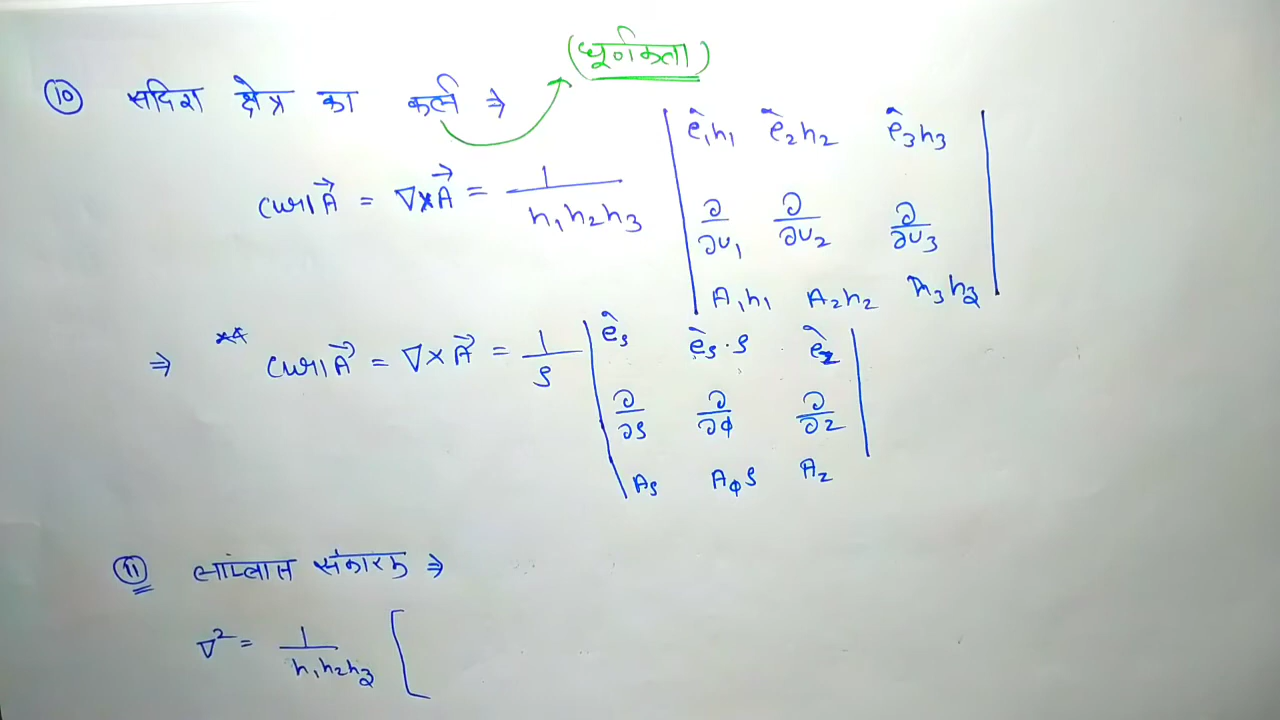 (घूर्णकता)
(10) सदिश क्षेत्र का कर्ल ⇒
curl A⃗ = ∇×A⃗ = 1/(h₁h₂h₃) | ê₁h₁ ê₂h₂ ê₃h₃ |
| ∂/∂u₁ ∂/∂u₂ ∂/∂u₃ |
| A₁h₁ A₂h₂ A₃h₃ |
⇒ ** curl A⃗ = ∇×A⃗ = 1/ρ | ê_ρ ê_ρ·ρ ê_z |
| ∂/∂ρ ∂/∂φ ∂/∂z |
| A_ρ A_φρ A_z |
(11) लाप्लास संकारक ⇒
∇² = 1/(h₁h₂h₃) [